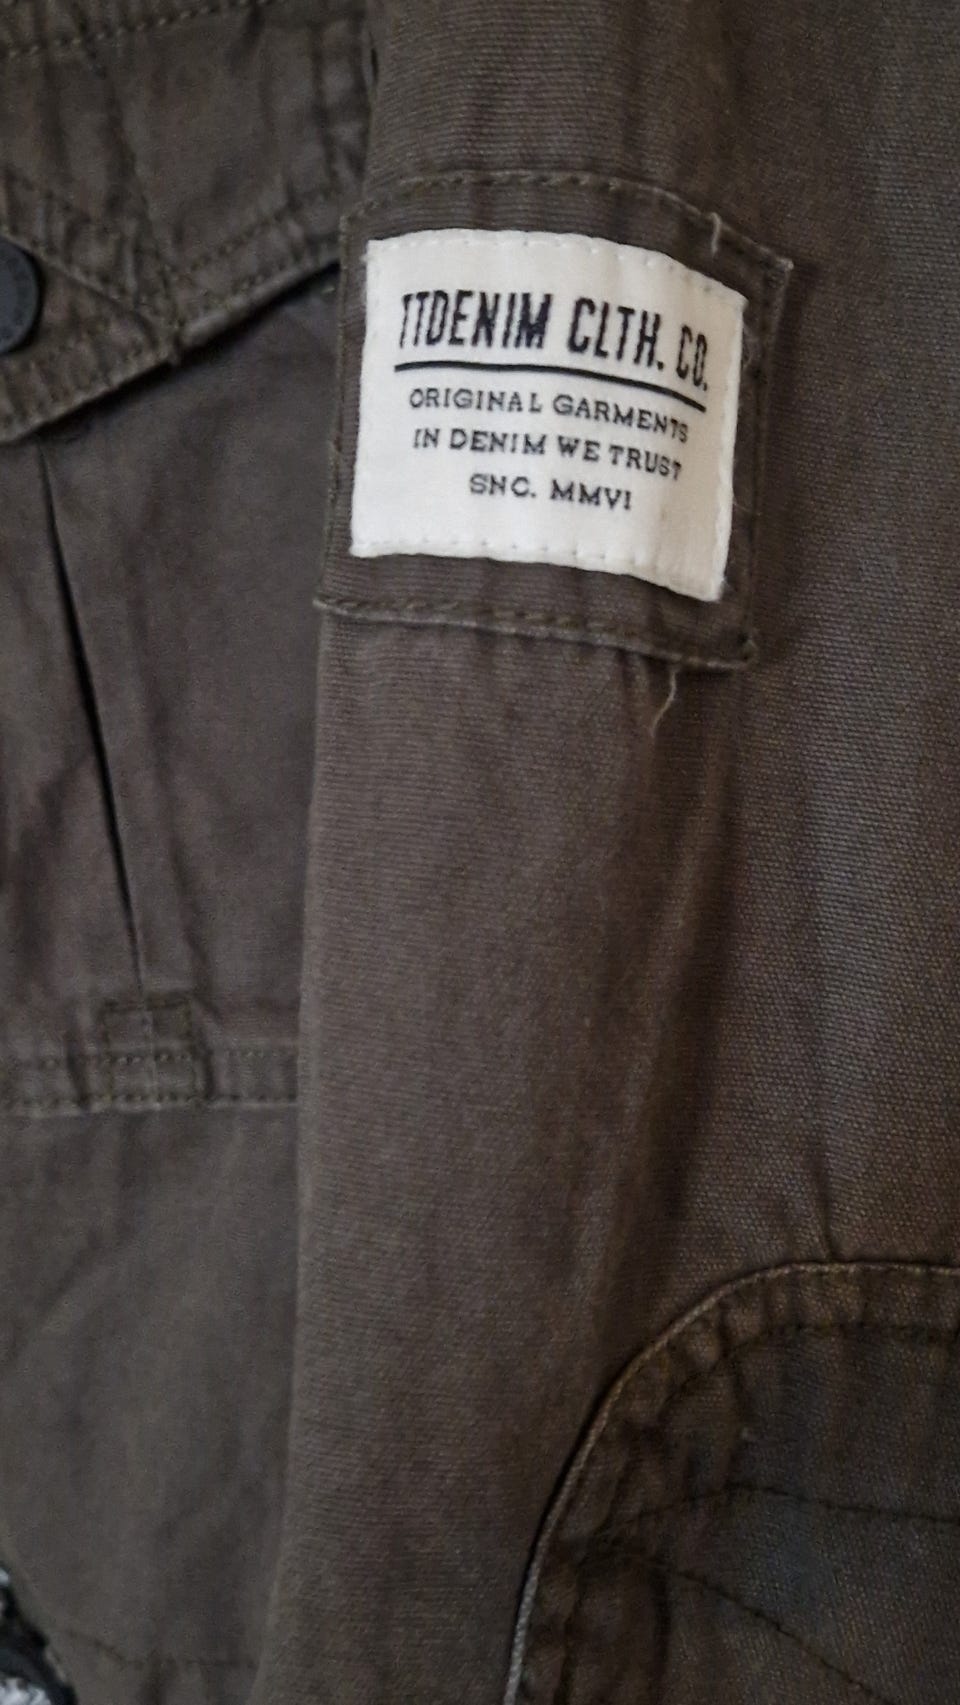 TTDENIM CLTH. CO.
ORIGINAL GARMENTS
IN DENIM WE TRUST
SNC. MMVI